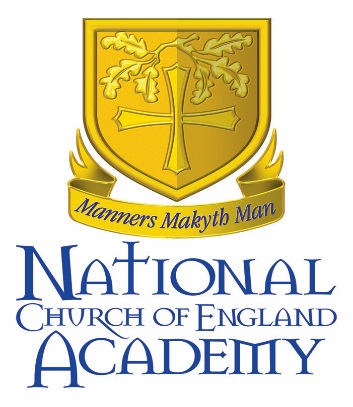 Manners Makyth Man
NATIONAL
CHURCH OF ENGLAND
ACADEMY